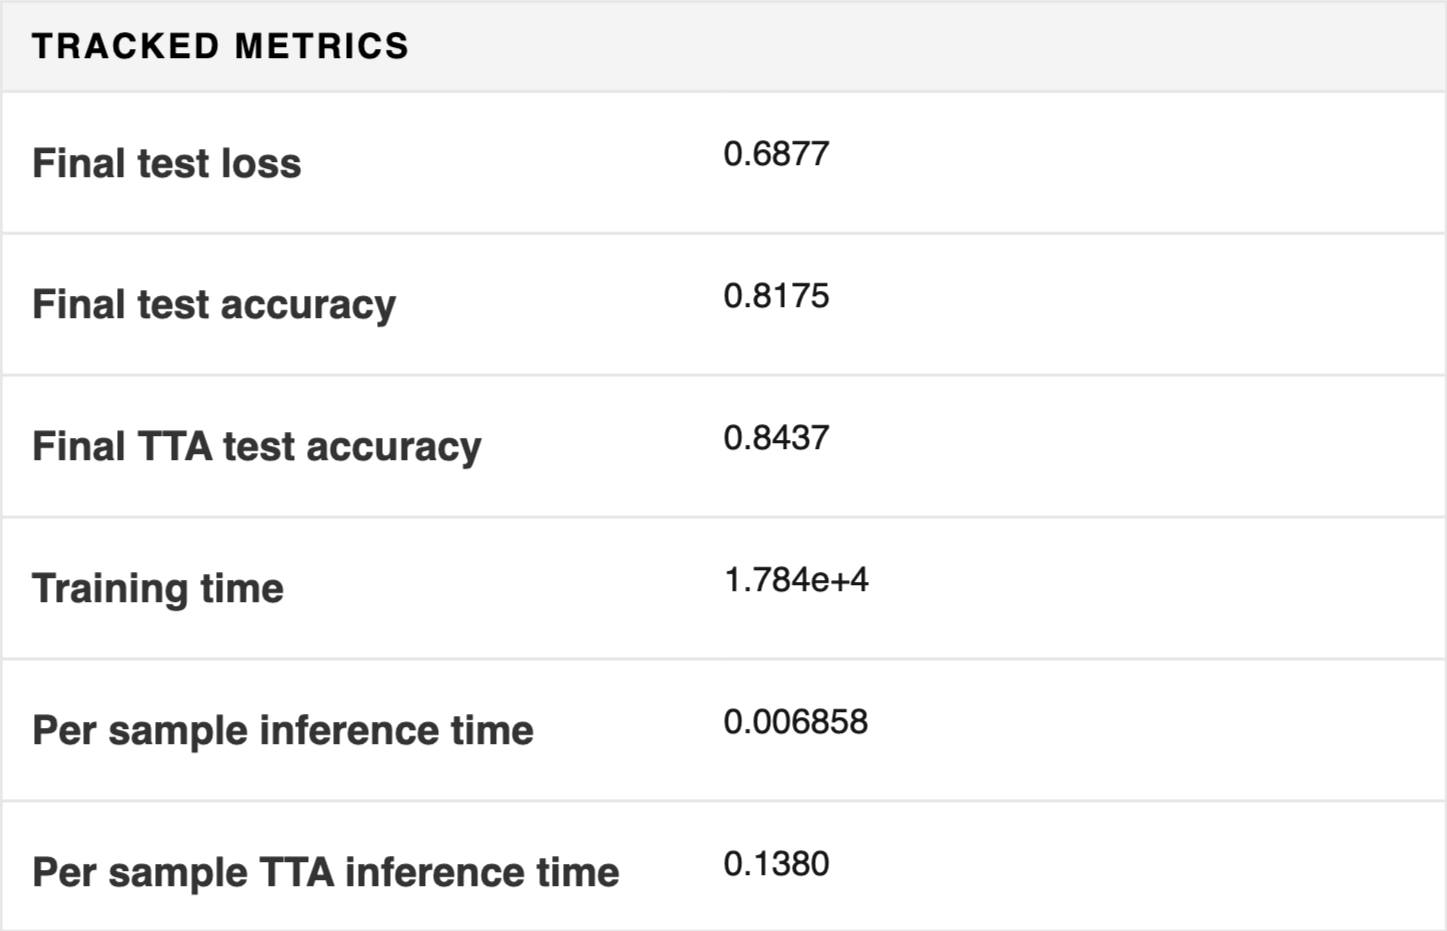 TRACKED METRICS
Final test loss 0.6877
Final test accuracy 0.8175
Final TTA test accuracy 0.8437
Training time 1.784e+4
Per sample inference time 0.006858
Per sample TTA inference time 0.1380